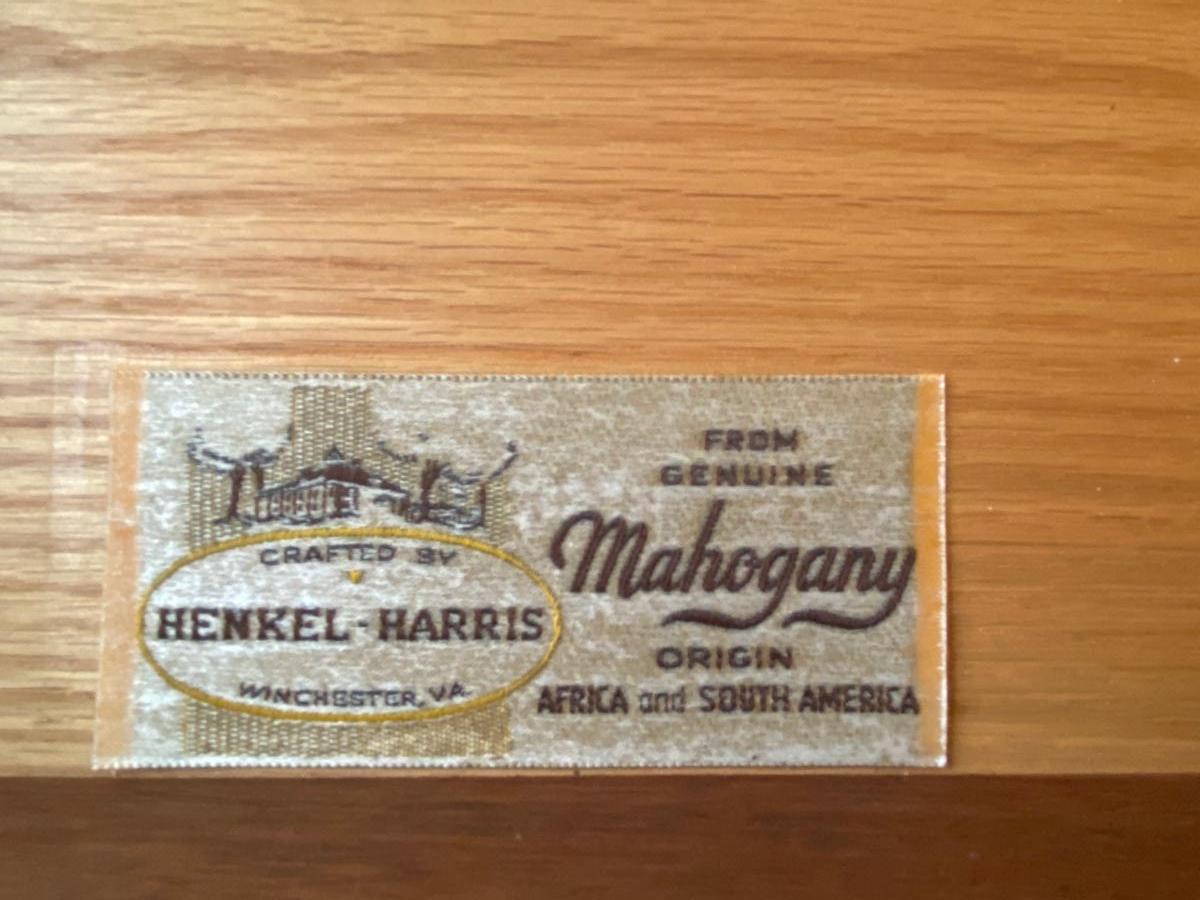 CRAFTED BY
HENKEL-HARRIS
WINCHESTER, VA.
FROM
GENUINE
Mahogany
ORIGIN
AFRICA and SOUTH AMERICA